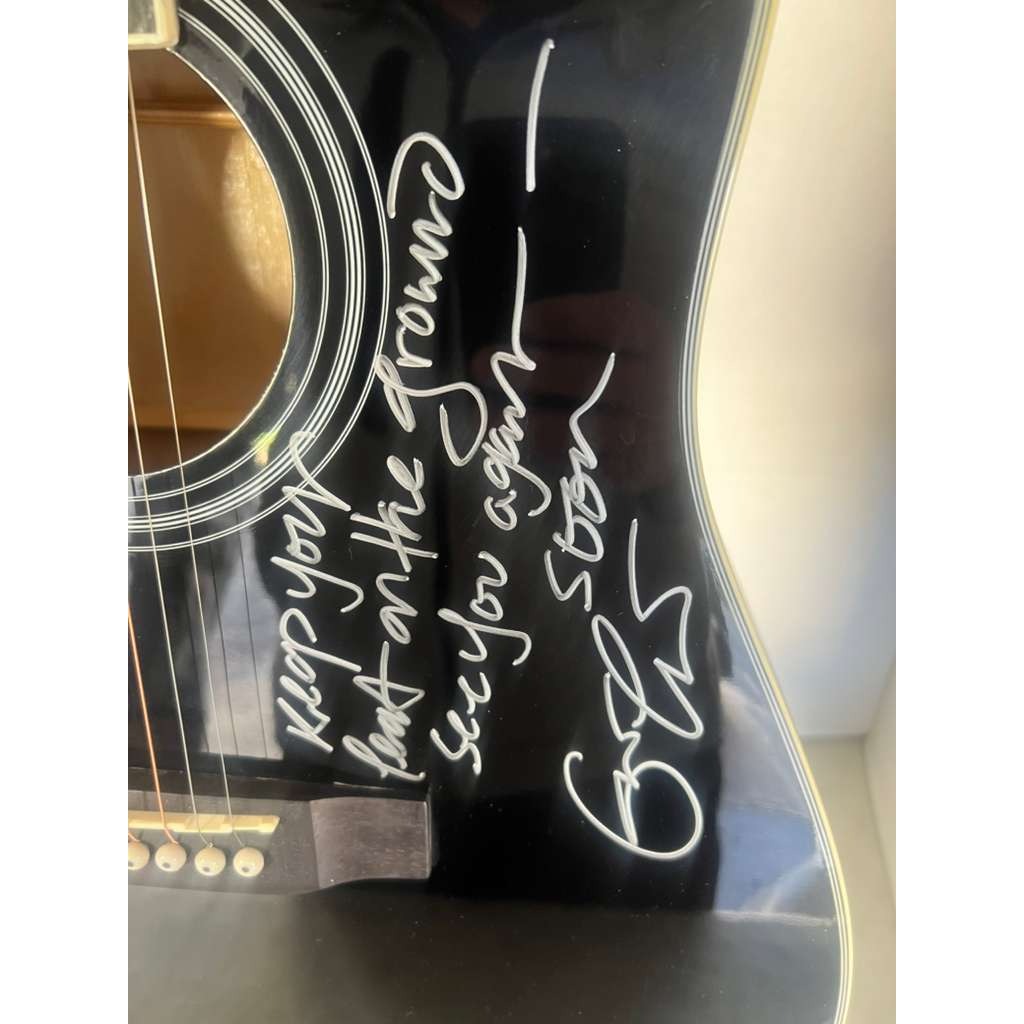 Keep your
feet on the ground
see you again —
soon